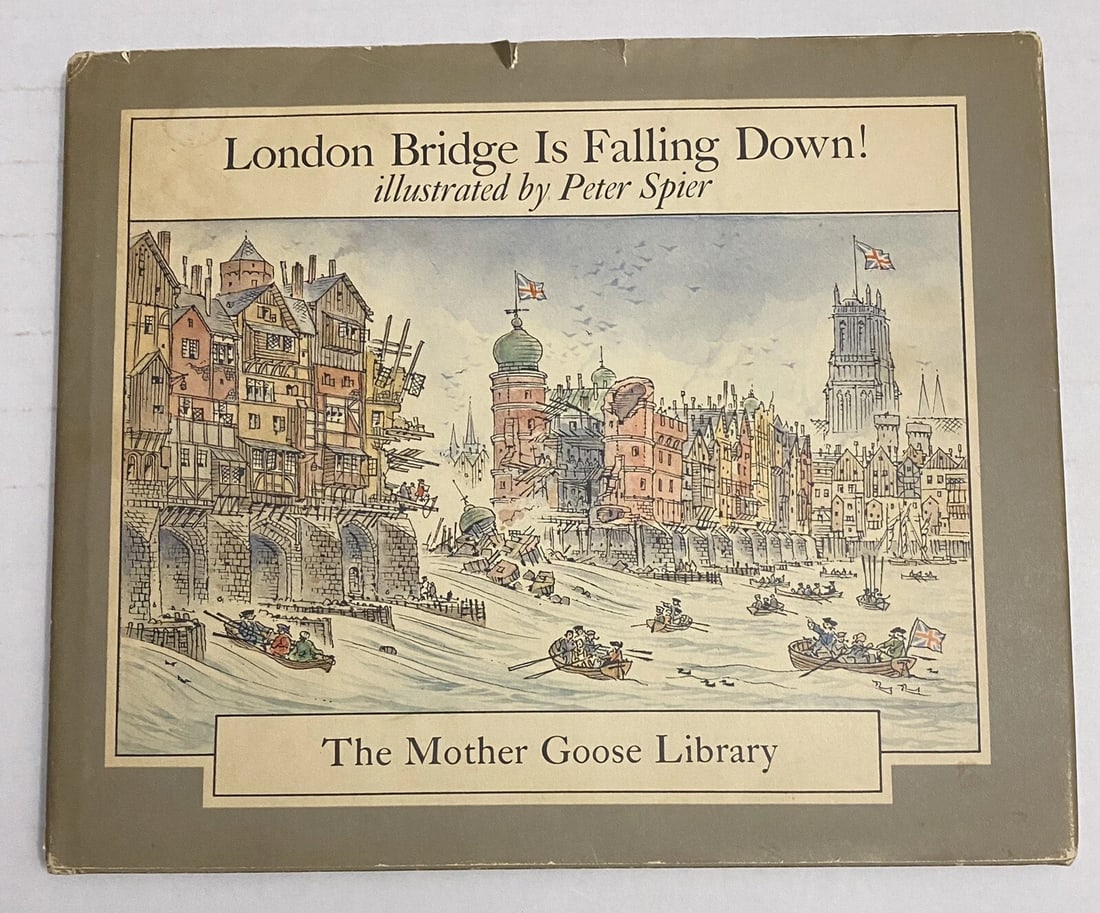 London Bridge Is Falling Down!
illustrated by Peter Spier
The Mother Goose Library